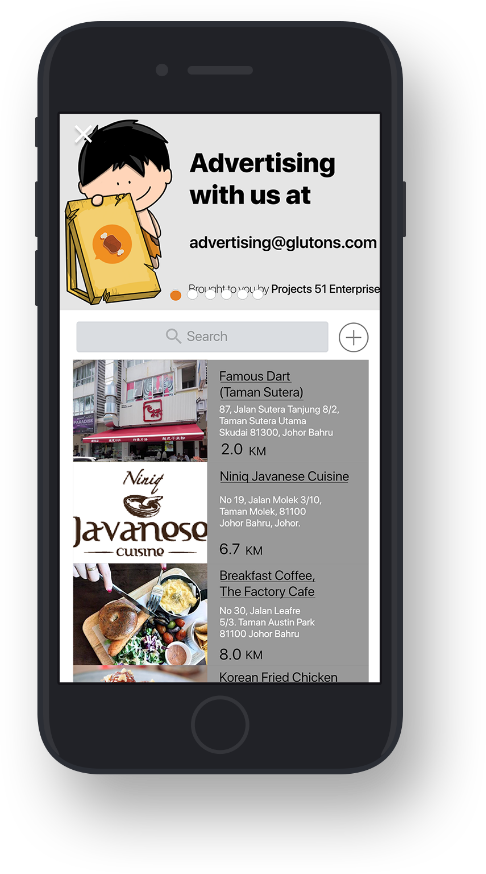 Advertising
with us at
advertising@glutons.com
Brought to you by Projects 51 Enterprise
Search
Famous Dart
(Taman Sutera)
87, Jalan Sutera Tanjung 8/2,
Taman Sutera Utama
Skudai 81300, Johor Bahru
2.0 KM
Niniq
Javanese
CUISINE
Niniq Javanese Cuisine
No 19, Jalan Molek 3/10,
Taman Molek, 81100
Johor Bahru, Johor.
6.7 KM
Breakfast Coffee,
The Factory Cafe
No 30, Jalan Leafre
5/3. Taman Austin Park
81100 Johor Bahru
8.0 KM
Korean Fried Chicken